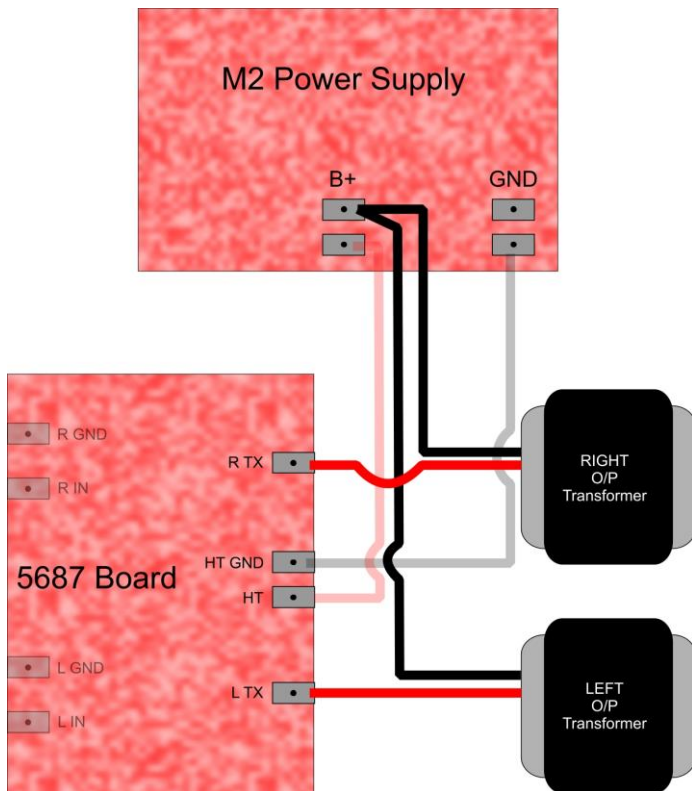 M2 Power Supply
B+
GND
R GND
R TX
R IN
RIGHT
O/P
Transformer
HT GND
5687 Board
HT
L GND
L TX
L IN
LEFT
O/P
Transformer